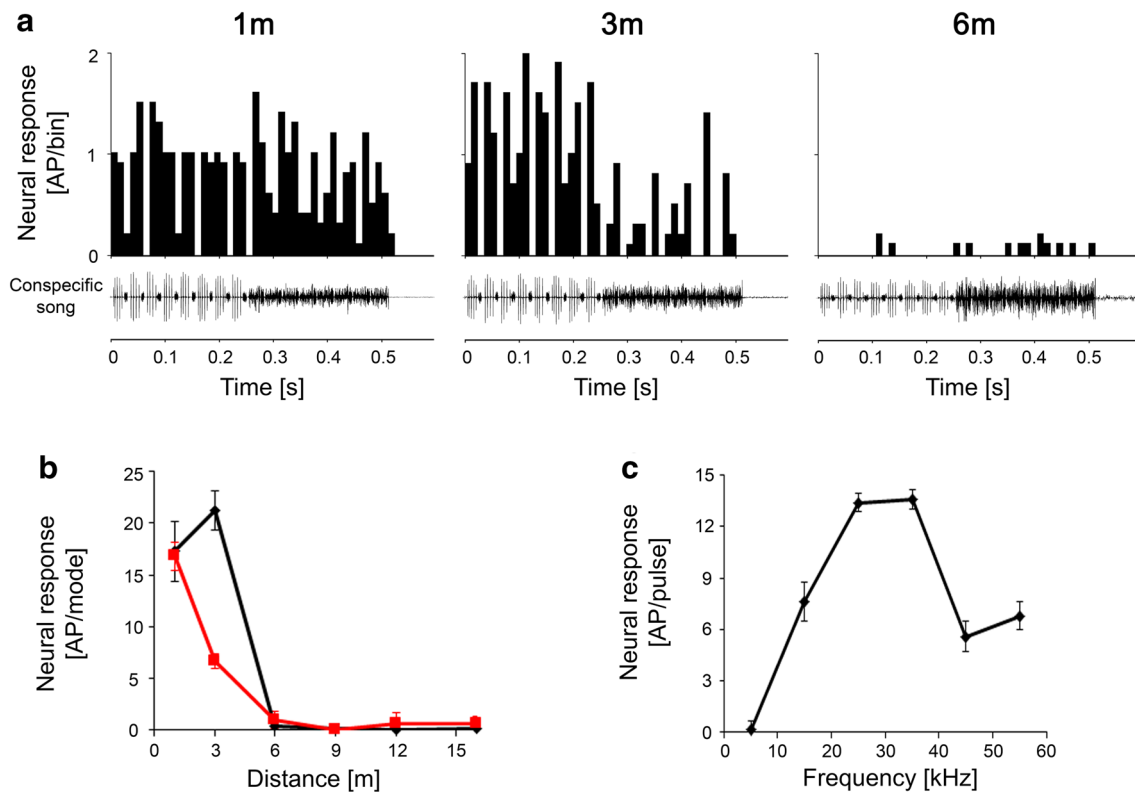 a
1m 3m 6m
Neural response
[AP/bin]
2
1
0
Conspecific
song
0 0.1 0.2 0.3 0.4 0.5
0 0.1 0.2 0.3 0.4 0.5
0 0.1 0.2 0.3 0.4 0.5
Time [s] Time [s] Time [s]
b
Neural response
[AP/mode]
25
20
15
10
5
0
0 3 6 9 12 15
Distance [m]
c
Neural response
[AP/pulse]
15
12
9
6
3
0
0 10 20 30 40 50 60
Frequency [kHz]